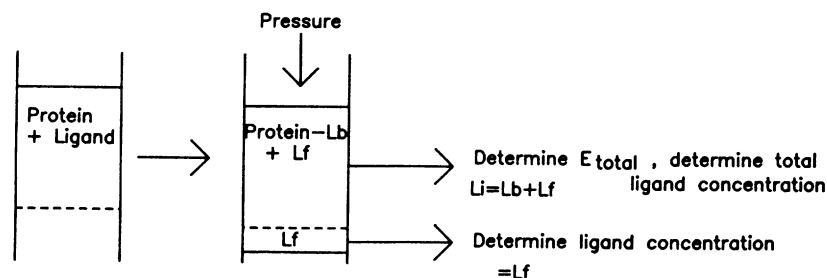 Pressure
Protein
+ Ligand
Protein-Lb
+ Lf
Determine Etotal , determine total
Li=Lb+Lf ligand concentration
Lf
Determine ligand concentration
=Lf